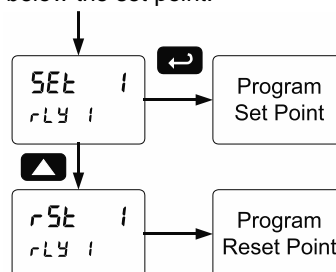 below the set point.
SEt 1
rLY 1
Program
Set Point
rSt 1
rLY 1
Program
Reset Point